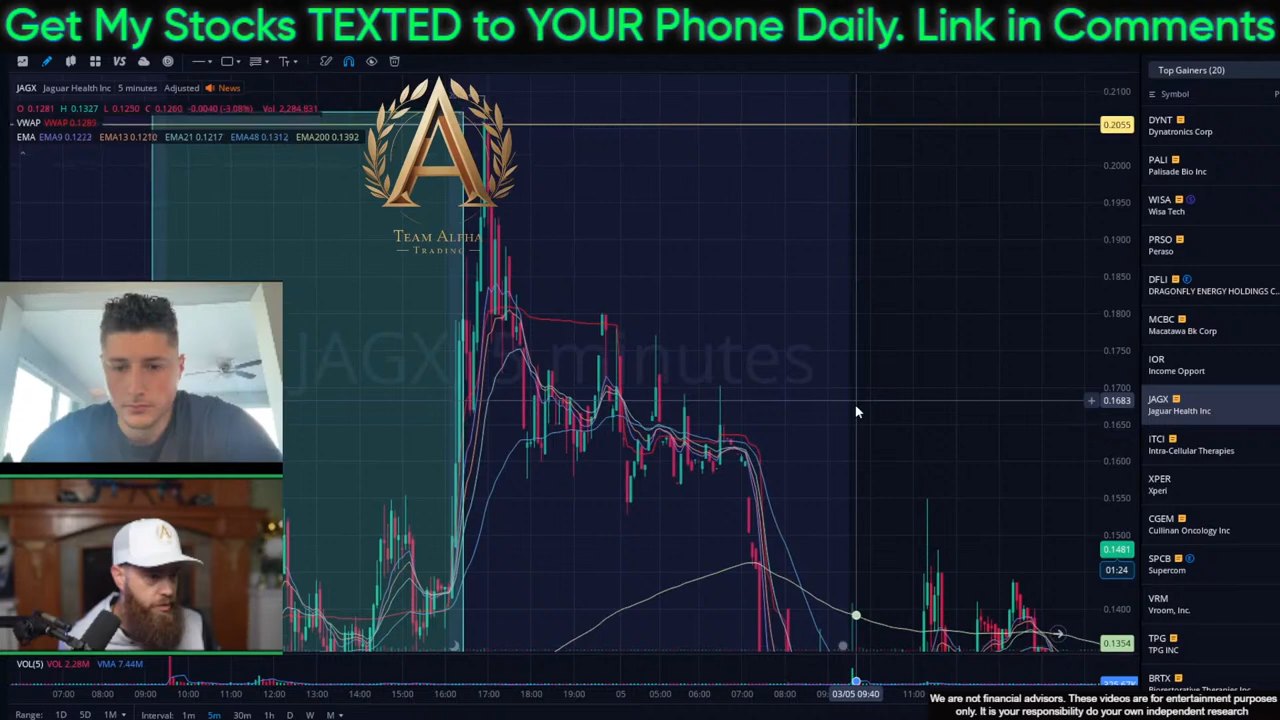 Get My Stocks TEXTED to YOUR Phone Daily. Link in Comments
VS
JAGX Jaguar Health Inc 5 minutes Adjusted News
O 0.1281 H 0.1327 L 0.1250 C 0.1260 -0.0040 (-3.08%) Vol 2,284,831
VWAP VWAP 0.1289
EMA EMA9 0.1222 EMA13 0.1210 EMA21 0.1217 EMA48 0.1312 EMA200 0.1392
A
TEAM ALPHA
TRADING
JAGX 5 minutes
0.2100
0.2055
0.2000
0.1950
0.1900
0.1850
0.1800
0.1750
0.1700
0.1683
0.1650
0.1600
0.1550
0.1500
0.1481
01:24
0.1400
0.1354
Top Gainers (20)
Symbol
DYNT
Dynatronics Corp
PALI
Palisade Bio Inc
WISA
Wisa Tech
PRSO
Peraso
DFLI
DRAGONFLY ENERGY HOLDINGS C...
MCBC
Macatawa Bk Corp
IOR
Income Opport
JAGX
Jaguar Health Inc
ITCI
Intra-Cellular Therapies
XPER
Xperi
CGEM
Cullinan Oncology Inc
SPCB
Supercom
VRM
Vroom, Inc.
TPG
TPG INC
BRTX
VOL(5) VOL 2.28M VMA 7.44M
07:00 08:00 09:00 10:00 11:00 12:00 13:00 14:00 15:00 16:00 17:00 18:00 19:00 05 05:00 06:00 07:00 08:00 03/05 09:40 11:00
Range: 1D 5D 1M Interval: 1m 5m 30m 1h D W M
We are not financial advisors. These videos are for entertainment purposes
only. It is your responsibility do your own independent research